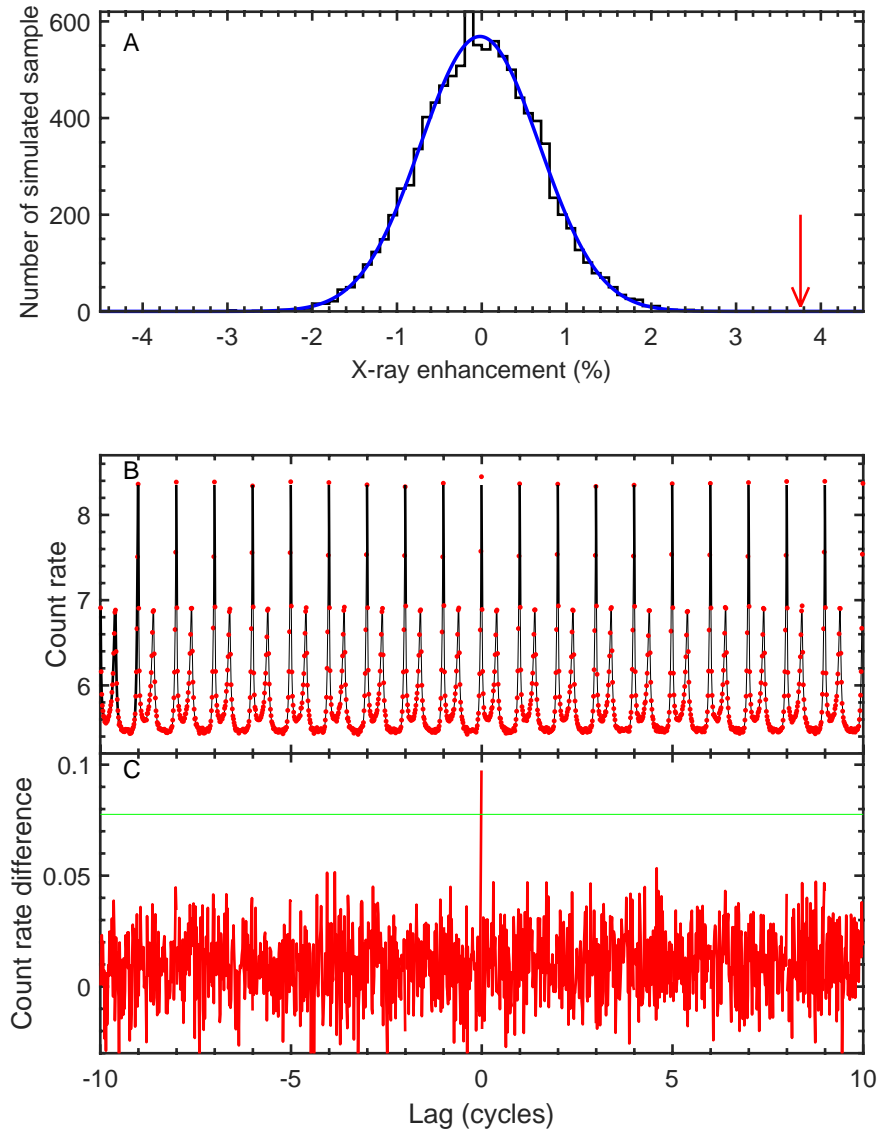 A
600
400
200
0
Number of simulated sample
-4 -3 -2 -1 0 1 2 3 4
X-ray enhancement (%)
B
8
7
6
Count rate
C
0.1
0.05
0
Count rate difference
-10 -5 0 5 10
Lag (cycles)